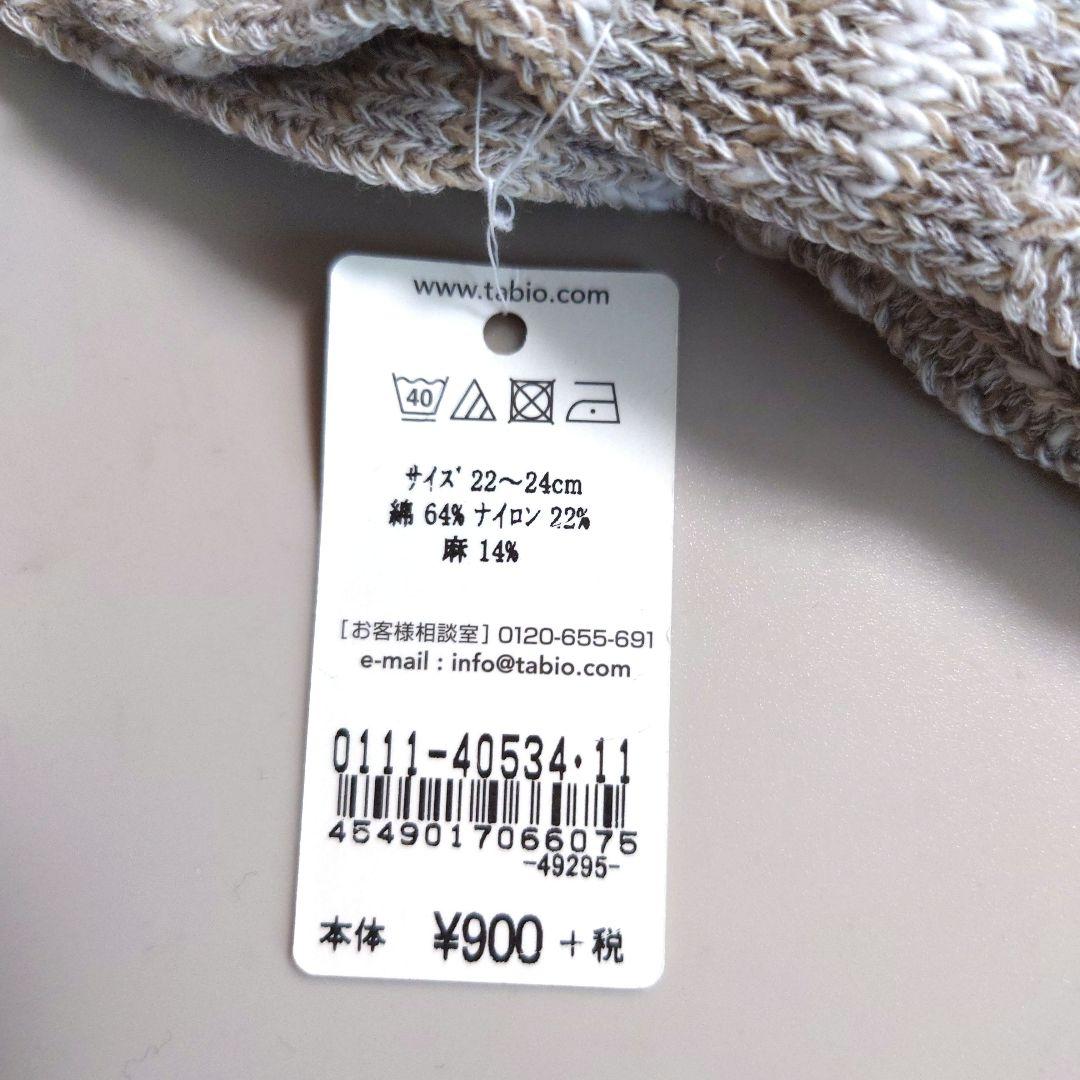 www.tabio.com
40
サイズ 22～24cm
綿 64% ナイロン 22%
麻 14%
[お客様相談室] 0120-655-691
e-mail : info@tabio.com
0111-40534・11
4549017066075
-49295-
本体 ¥900 +税